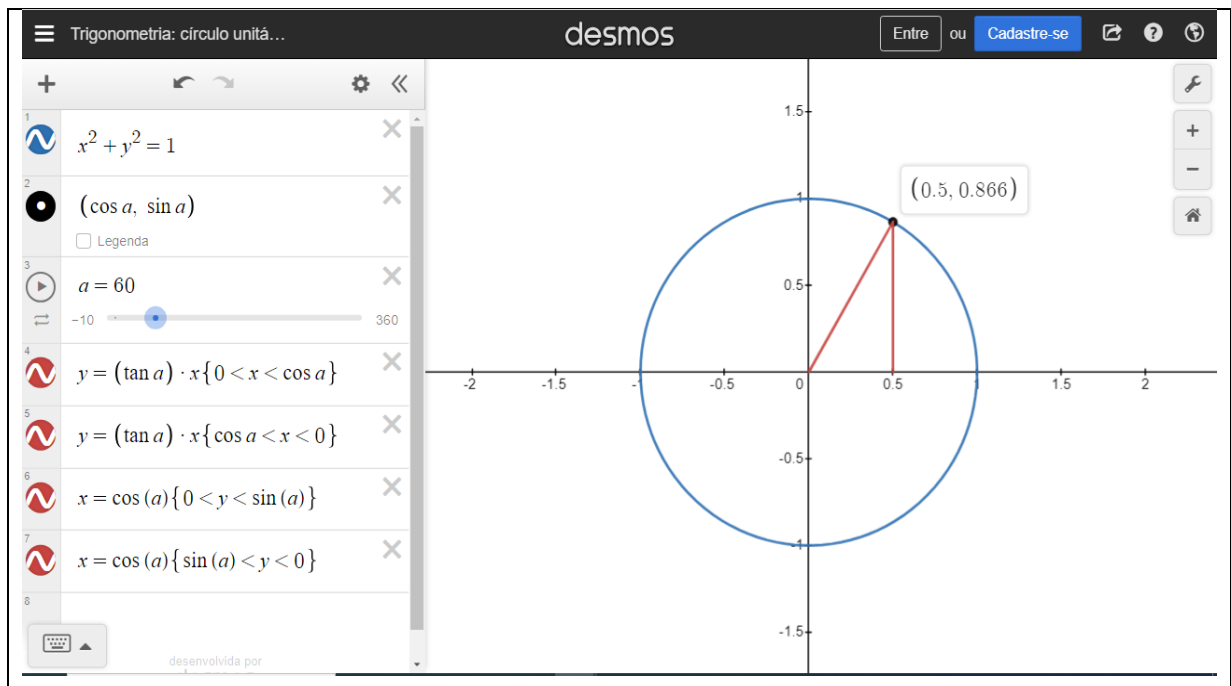 Trigonometria: círculo unitá…
desmos
Entre ou Cadastre-se
1
x² + y² = 1
2
(cos a, sin a)
Legenda
3
a = 60
−10 360
4
y = (tan a) · x{0 < x < cos a}
5
y = (tan a) · x{cos a < x < 0}
6
x = cos (a){0 < y < sin (a)}
7
x = cos (a){sin (a) < y < 0}
8
desenvolvida por
1.5
(0.5, 0.866)
1
0.5
-2 -1.5 -1 -0.5 0 0.5 1 1.5 2
-0.5
-1
-1.5